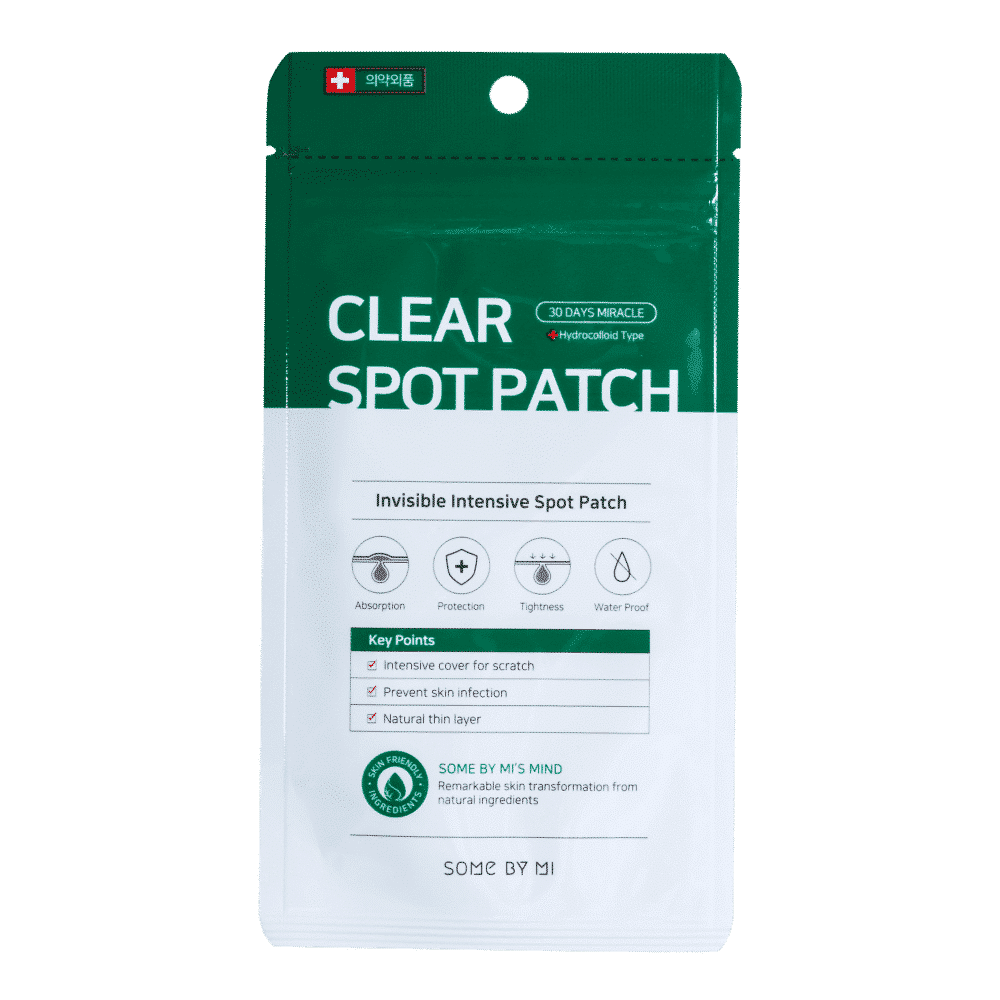 의약외품
CLEAR
30 DAYS MIRACLE
Hydrocolloid Type
SPOT PATCH
Invisible Intensive Spot Patch
Absorption
Protection
Tightness
Water Proof
Key Points
Intensive cover for scratch
Prevent skin infection
Natural thin layer
SKIN FRIENDLY
INGREDIENTS
SOME BY MI'S MIND
Remarkable skin transformation from
natural ingredients
SOME BY MI